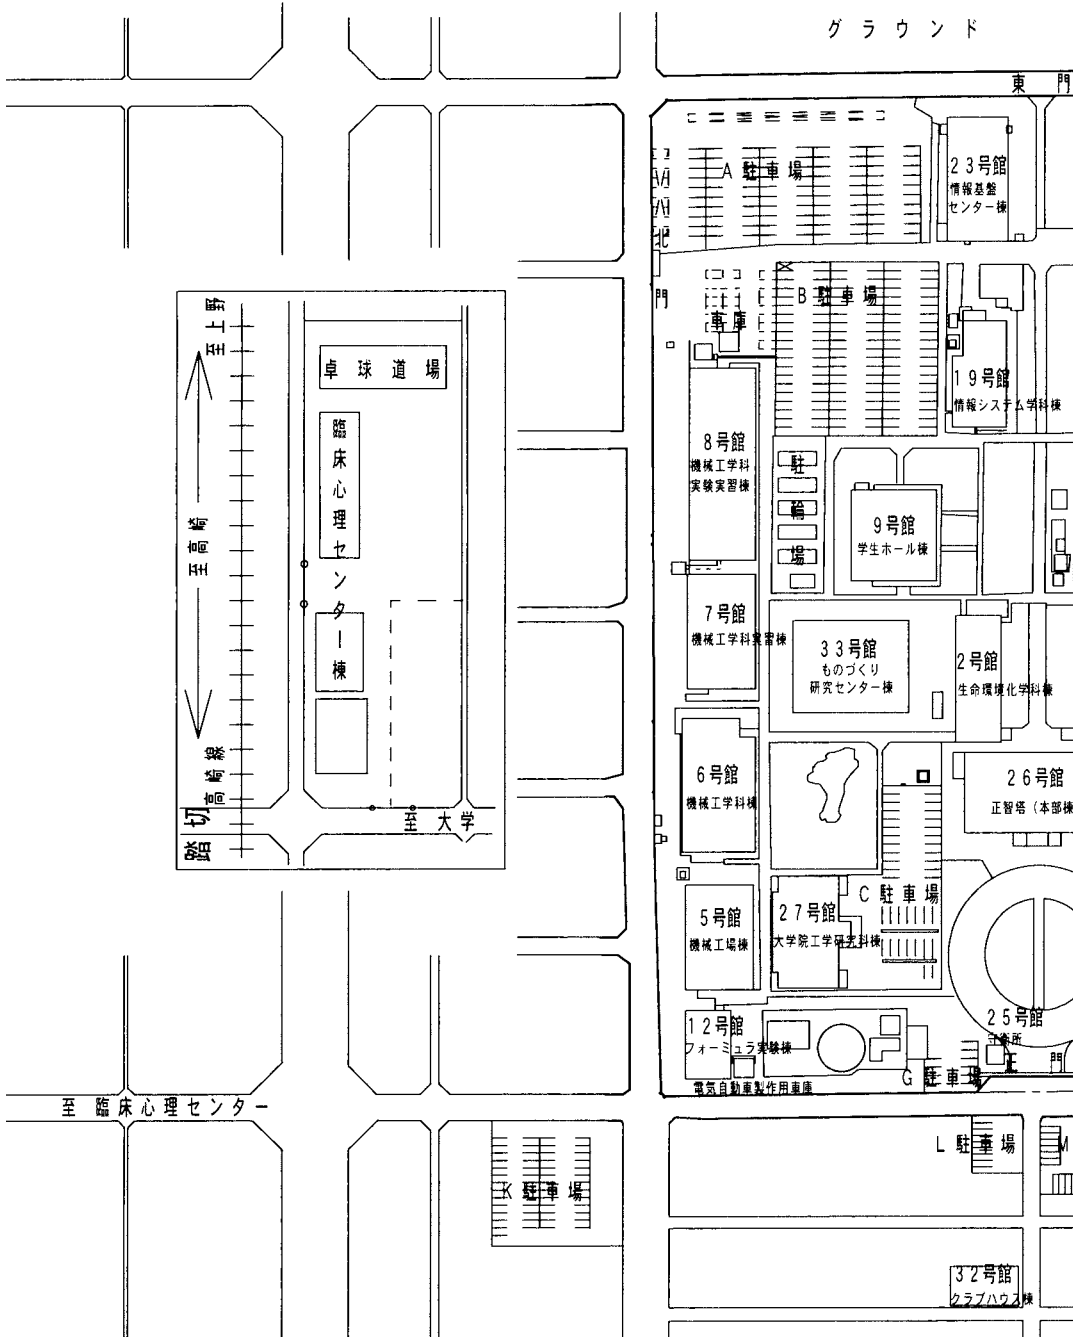 グラウンド
東門
A駐車場
23号館
情報基盤
センター棟
北門
B駐車場
車庫
19号館
情報システム学科棟
至上野
至高崎
高崎線
踏切
卓球道場
臨床心理センター棟
至大学
8号館
機械工学科
実験実習棟
駐輪場
9号館
学生ホール棟
7号館
機械工学科実習棟
33号館
ものづくり
研究センター棟
2号館
生命環境化学科棟
6号館
機械工学科棟
26号館
正智塔(本部棟
C駐車場
5号館
機械工場棟
27号館
大学院工学研究科棟
12号館
フォーミュラ実験棟
電気自動車製作用車庫
25号館
守衛所
正門
G駐車場
至 臨床心理センター
L駐車場
M
K駐車場
32号館
クラブハウス棟